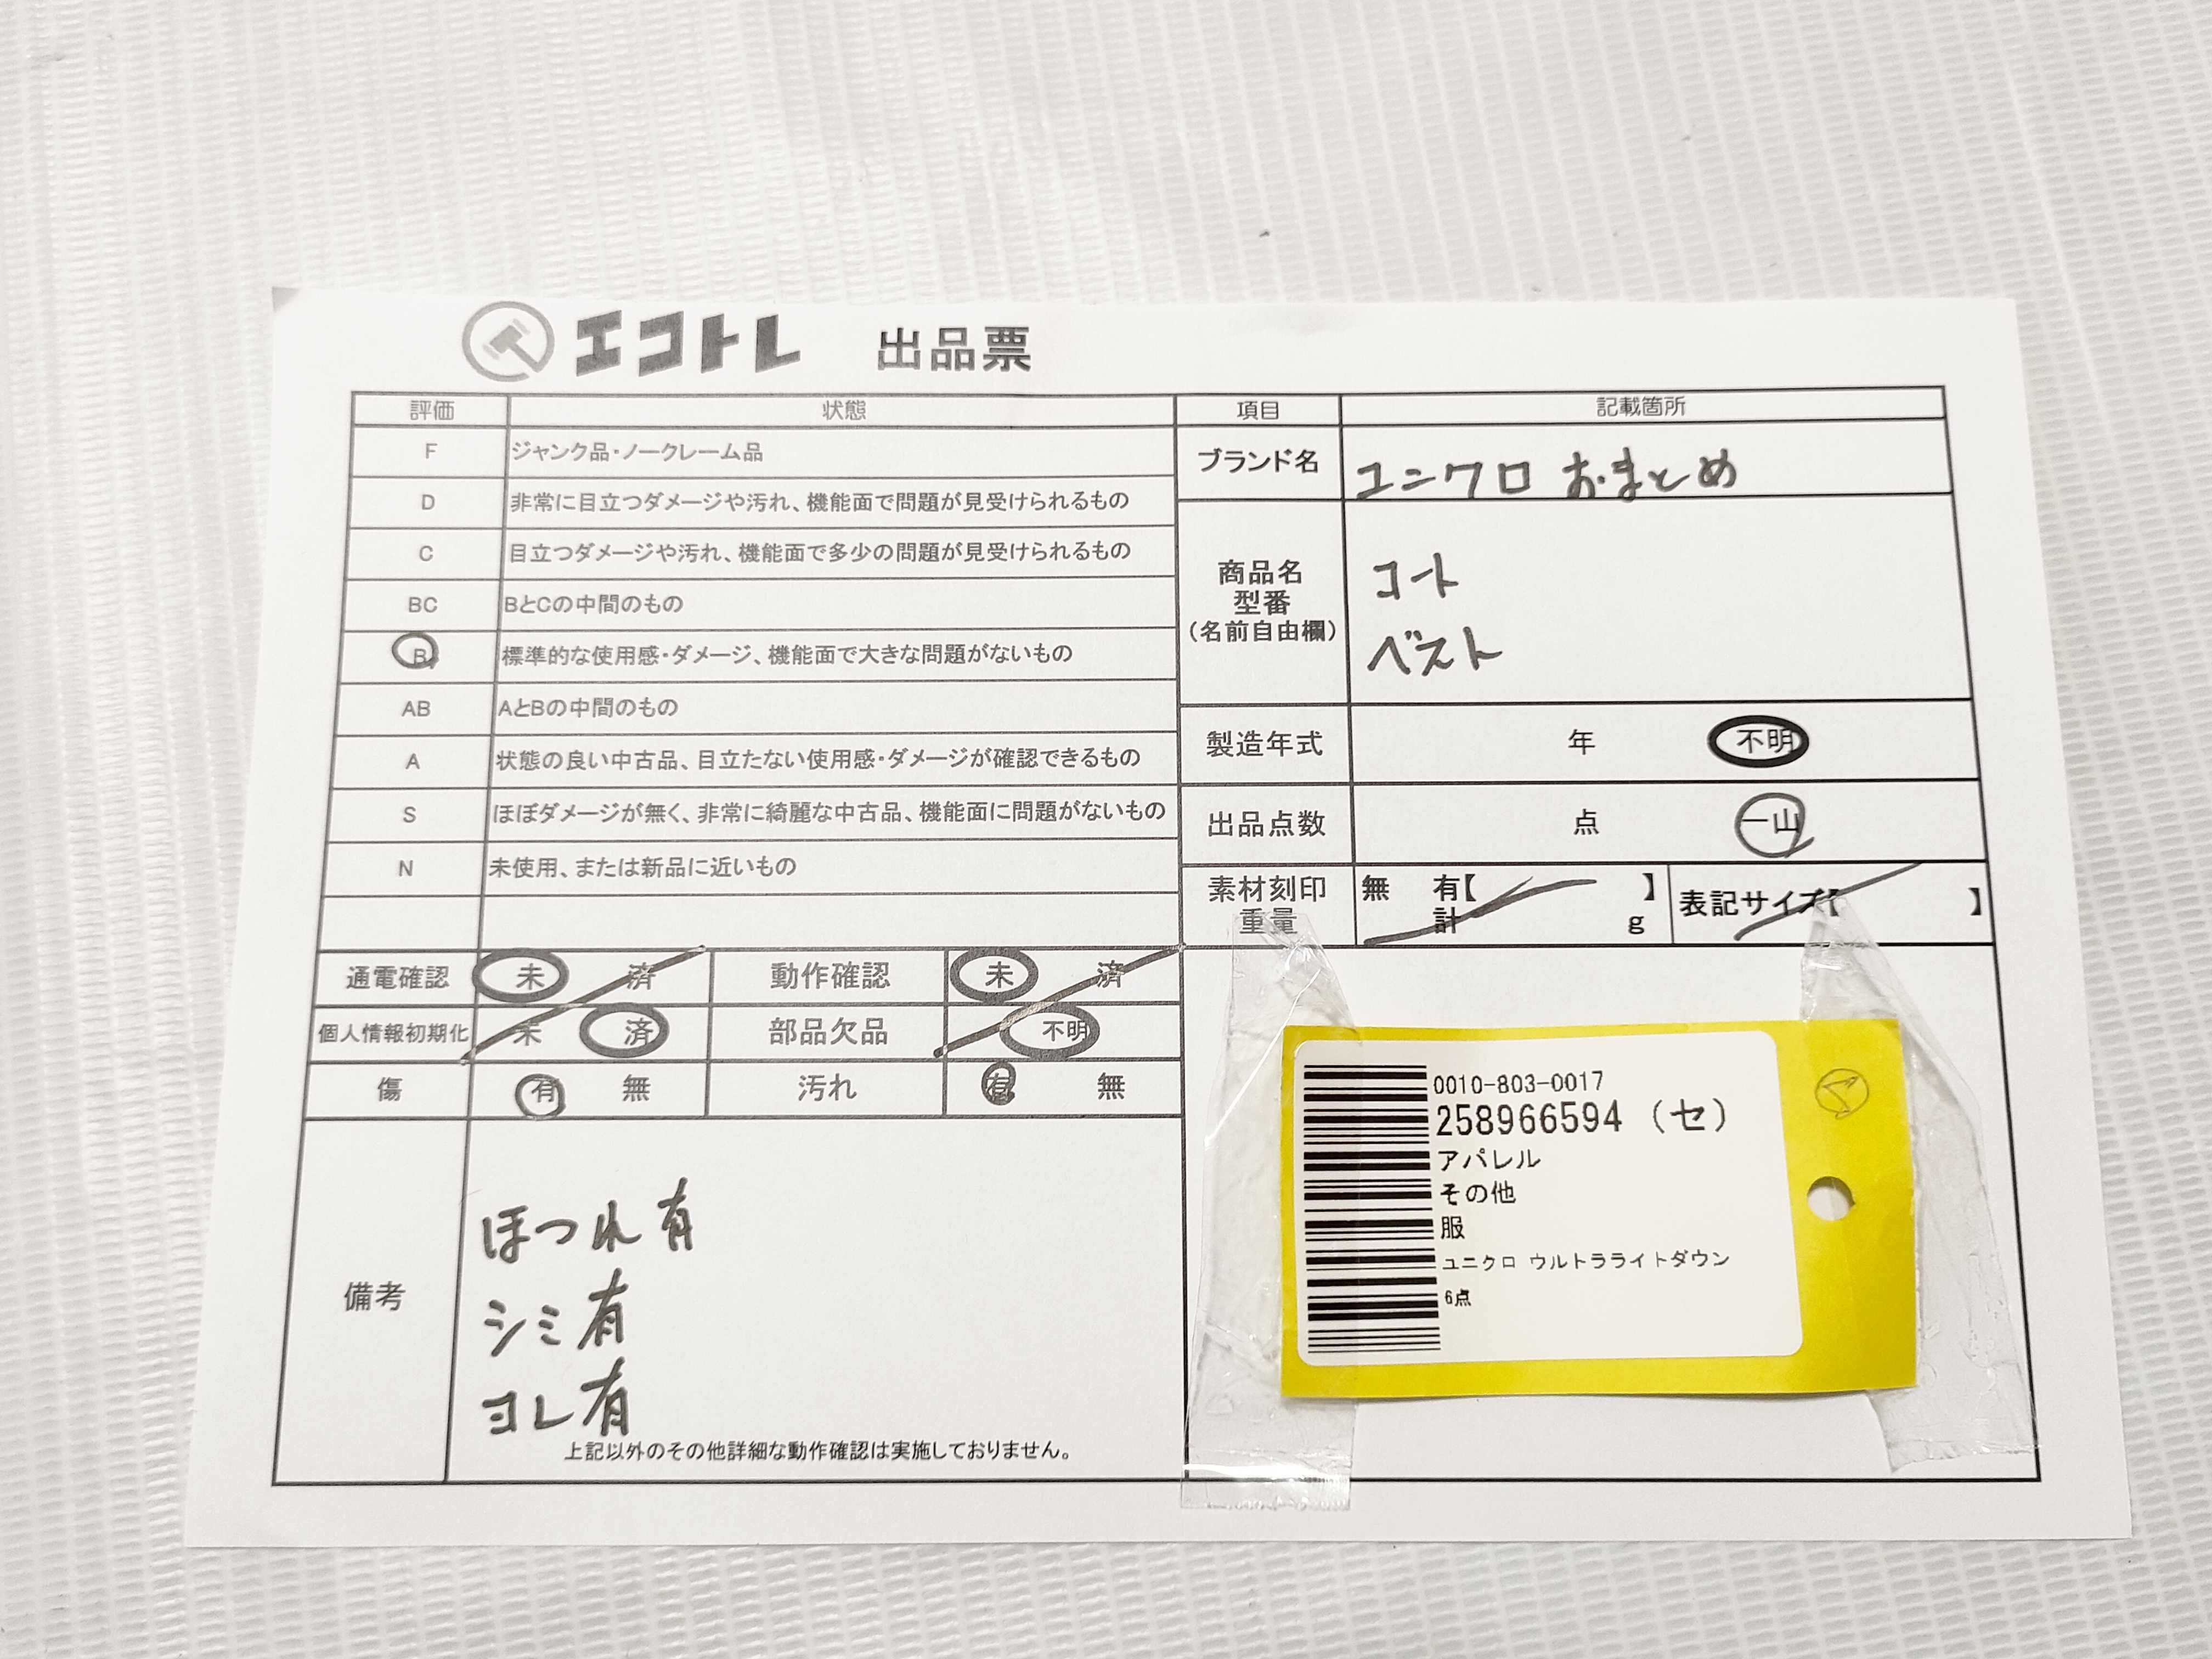 エコトレ 出品票
評価 状態
F ジャンク品・ノークレーム品
D 非常に目立つダメージや汚れ、機能面で問題が見受けられるもの
C 目立つダメージや汚れ、機能面で多少の問題が見受けられるもの
BC BとCの中間のもの
B 標準的な使用感・ダメージ、機能面で大きな問題がないもの
AB AとBの中間のもの
A 状態の良い中古品、目立たない使用感・ダメージが確認できるもの
S ほぼダメージが無く、非常に綺麗な中古品、機能面に問題がないもの
N 未使用、または新品に近いもの
項目 記載箇所
ブランド名 ユニクロ おまとめ
商品名
型番
（名前自由欄）
コート
ベスト
製造年式 年 不明
出品点数 点 一山
素材刻印 無 有【 】 表記サイズ【 】
重量 計 g
通電確認 未 済 動作確認 未 済
個人情報初期化 未 済 部品欠品 不明
傷 有 無 汚れ 有 無
備考
ほつれ有
シミ有
ヨレ有
上記以外のその他詳細な動作確認は実施しておりません。
0010-803-0017
258966594 (セ)
アパレル
その他
服
ユニクロ ウルトラライトダウン
6点